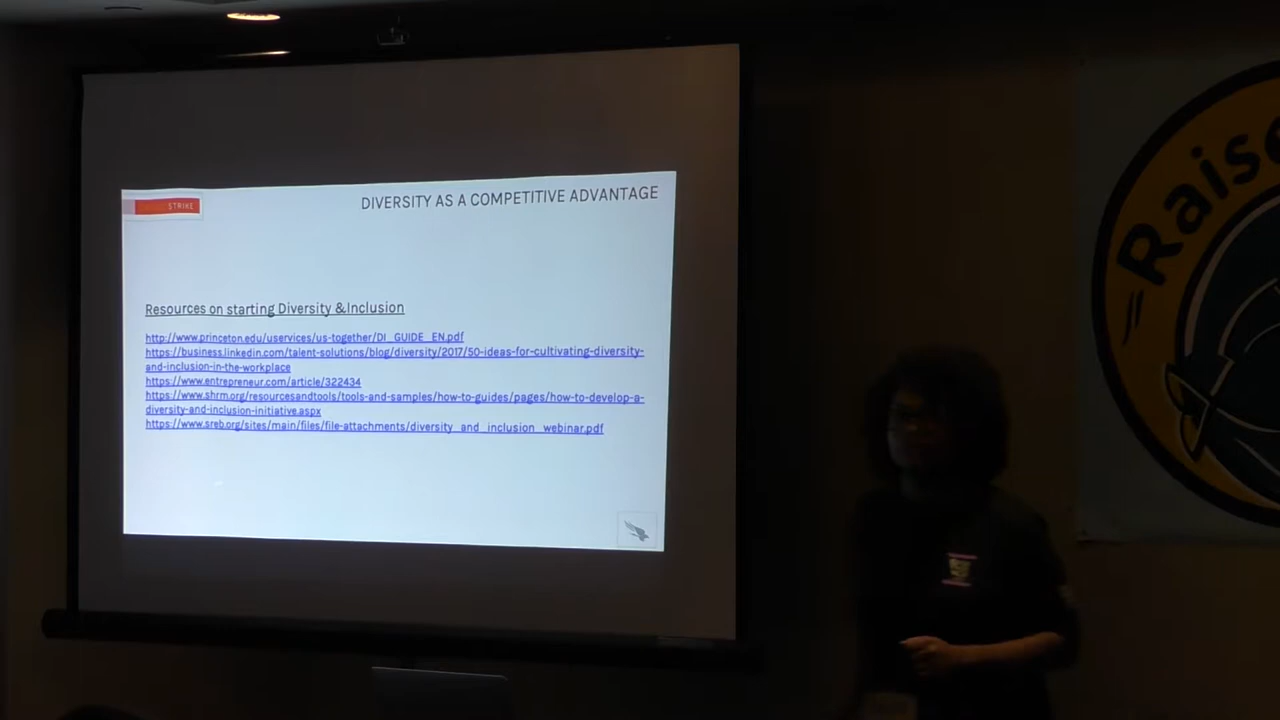 STRIKE
DIVERSITY AS A COMPETITIVE ADVANTAGE
Resources on starting Diversity &Inclusion
http://www.princeton.edu/uservices/us-together/DI_GUIDE_EN.pdf
https://business.linkedin.com/talent-solutions/blog/diversity/2017/50-ideas-for-cultivating-diversity-
and-inclusion-in-the-workplace
https://www.entrepreneur.com/article/322434
https://www.shrm.org/resourcesandtools/tools-and-samples/how-to-guides/pages/how-to-develop-a-
diversity-and-inclusion-initiative.aspx
https://www.sreb.org/sites/main/files/file-attachments/diversity_and_inclusion_webinar.pdf
Raise